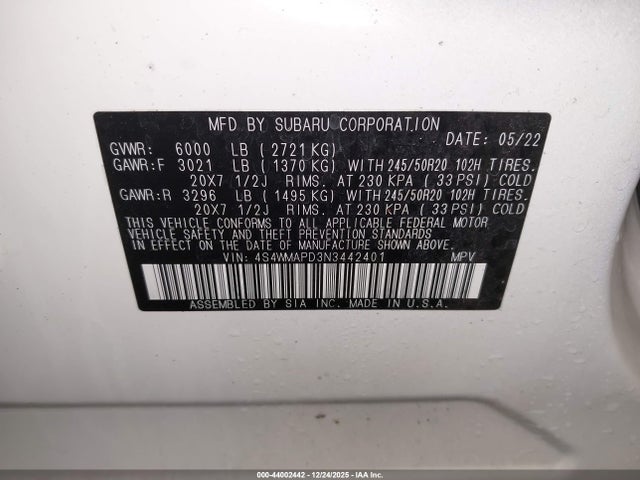 MFD BY SUBARU CORPORATION
DATE: 05/22
GVWR: 6000 LB ( 2721 KG)
GAWR:F 3021 LB ( 1370 KG) WITH 245/50R20 102H TIRES.
20X7 1/2J RIMS. AT 230 KPA ( 33 PSI) COLD
GAWR:R 3296 LB ( 1495 KG) WITH 245/50R20 102H TIRES.
20X7 1/2J RIMS. AT 230 KPA ( 33 PSI) COLD
THIS VEHICLE CONFORMS TO ALL APPLICABLE FEDERAL MOTOR
VEHICLE SAFETY AND THEFT PREVENTION STANDARDS
IN EFFECT ON THE DATE OF MANUFACTURE SHOWN ABOVE.
VIN: 4S4WMAPD3N3442401 MPV
ASSEMBLED BY SIA INC. MADE IN U.S.A.
000-44002442 - 12/24/2025 - IAA Inc.